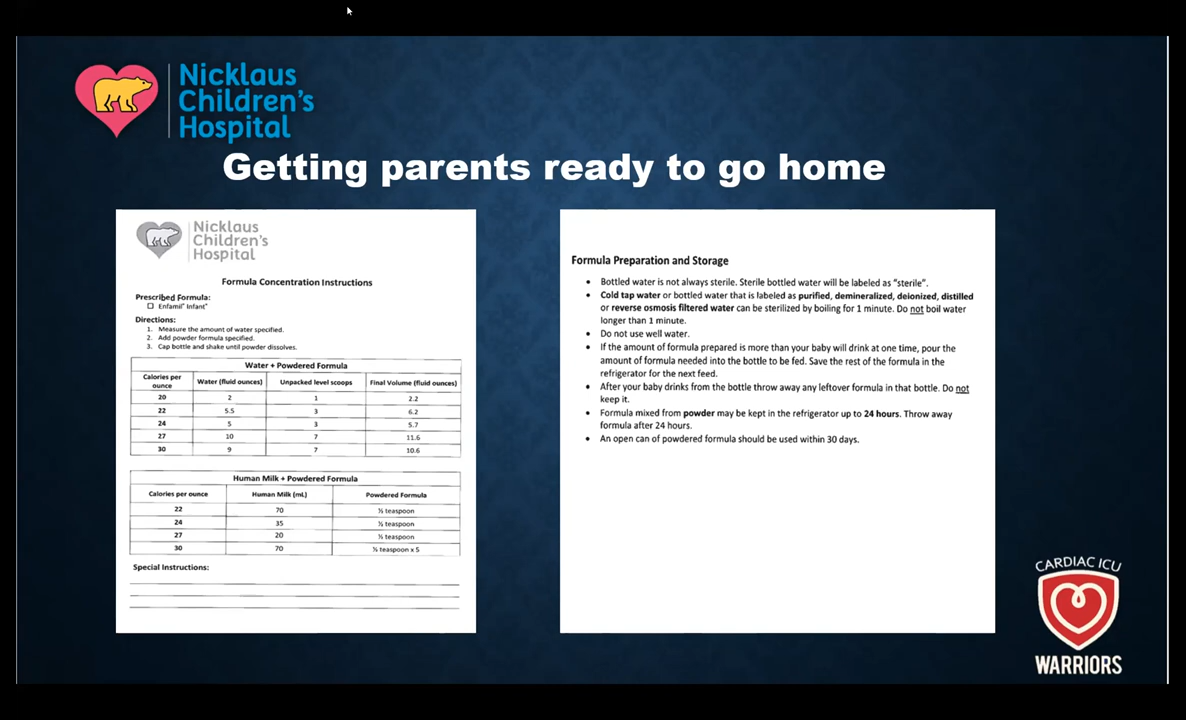 Nicklaus
Children's
Hospital
Getting parents ready to go home
Nicklaus
Children's
Hospital
Formula Concentration Instructions
Prescribed Formula:
☐ Enfamil® Infant®
Directions:
1. Measure the amount of water specified.
2. Add powder formula specified.
3. Cap bottle and shake until powder dissolves.
Water + Powdered Formula
Calories per ounce Water (fluid ounces) Unpacked level scoops Final Volume (fluid ounces)
20 2 1 2.2
22 5.5 3 6.2
24 5 3 5.7
27 10 7 11.6
30 9 7 10.6
Human Milk + Powdered Formula
Calories per ounce Human Milk (mL) Powdered Formula
22 70 teaspoon
24 35 teaspoon
27 20 teaspoon
30 70 teaspoon x 5
Special Instructions:
Formula Preparation and Storage
• Bottled water is not always sterile. Sterile bottled water will be labeled as "sterile".
• Cold tap water or bottled water that is labeled as purified, demineralized, deionized, distilled
or reverse osmosis filtered water can be sterilized by boiling for 1 minute. Do not boil water
longer than 1 minute.
• Do not use well water.
• If the amount of formula prepared is more than your baby will drink at one time, pour the
amount of formula needed into the bottle to be fed. Save the rest of the formula in the
refrigerator for the next feed.
• After your baby drinks from the bottle throw away any leftover formula in that bottle. Do not
keep it.
• Formula mixed from powder may be kept in the refrigerator up to 24 hours. Throw away
formula after 24 hours.
• An open can of powdered formula should be used within 30 days.
CARDIAC ICU
WARRIORS